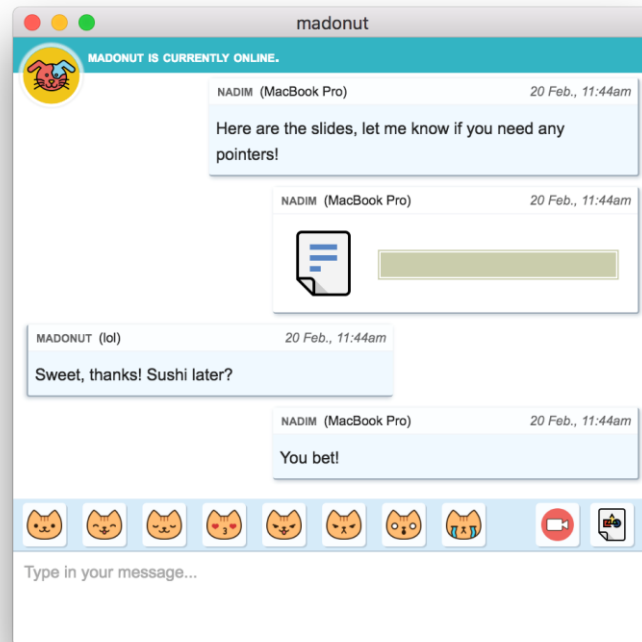 madonut
MADONUT IS CURRENTLY ONLINE.
NADIM (MacBook Pro) 20 Feb., 11:44am
Here are the slides, let me know if you need any
pointers!
NADIM (MacBook Pro) 20 Feb., 11:44am
MADONUT (lol) 20 Feb., 11:44am
Sweet, thanks! Sushi later?
NADIM (MacBook Pro) 20 Feb., 11:44am
You bet!
Type in your message...